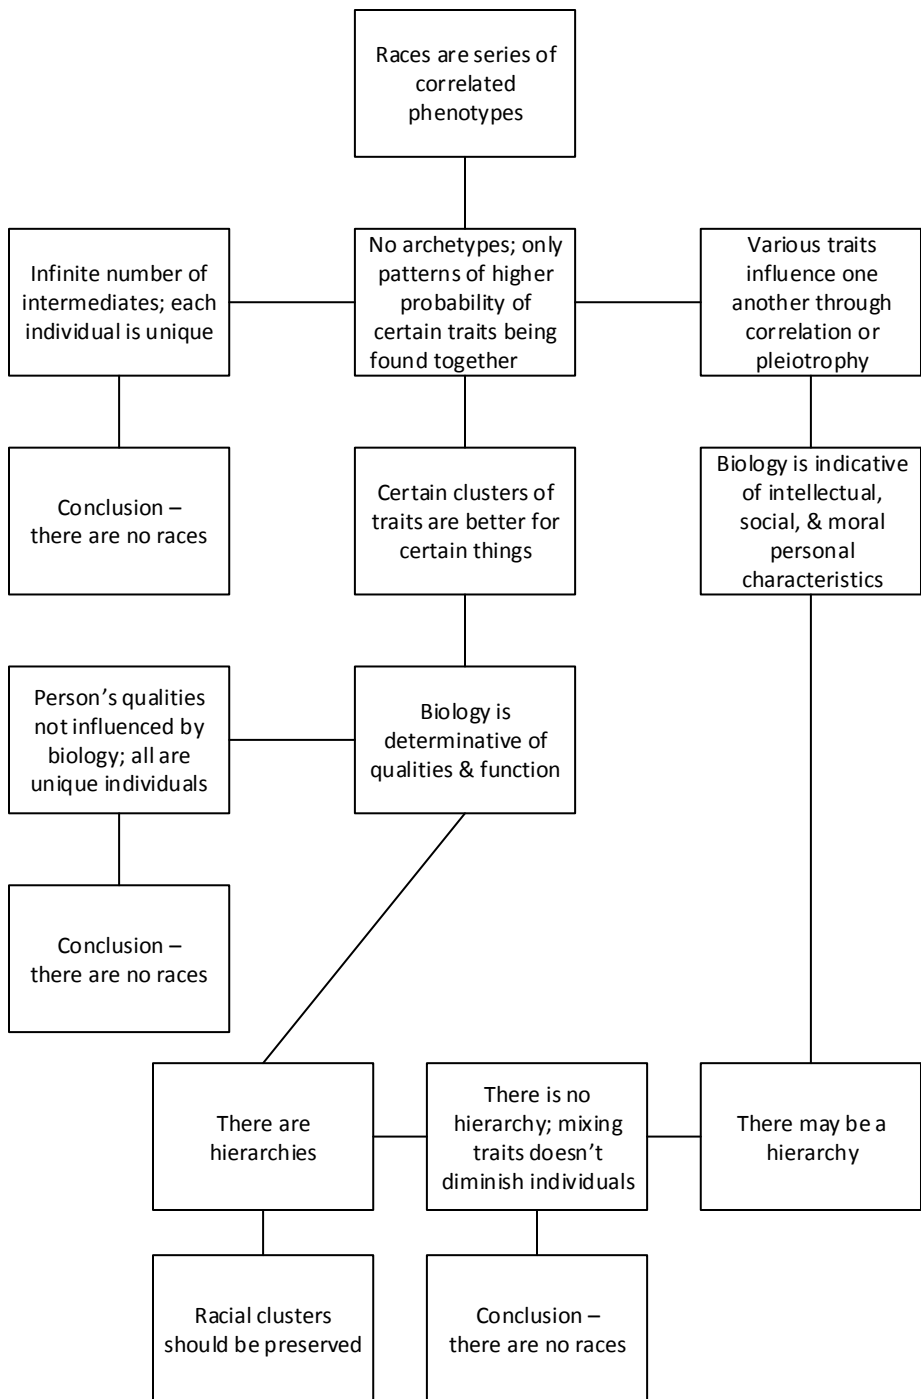 Races are series of
correlated
phenotypes
Infinite number of
intermediates; each
individual is unique
No archetypes; only
patterns of higher
probability of
certain traits being
found together
Various traits
influence one
another through
correlation or
pleiotrophy
Conclusion –
there are no races
Certain clusters of
traits are better for
certain things
Biology is indicative
of intellectual,
social, & moral
personal
characteristics
Person’s qualities
not influenced by
biology; all are
unique individuals
Biology is
determinative of
qualities & function
Conclusion –
there are no races
There are
hierarchies
There is no
hierarchy; mixing
traits doesn’t
diminish individuals
There may be a
hierarchy
Racial clusters
should be preserved
Conclusion –
there are no races